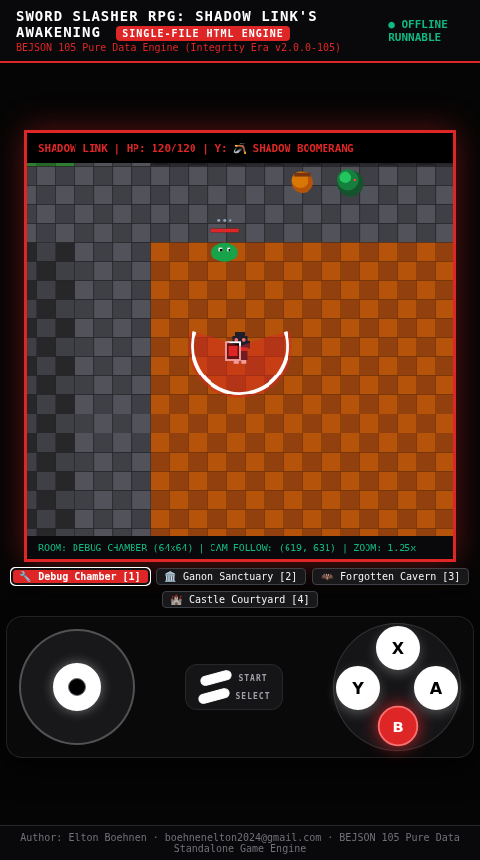 SWORD SLASHER RPG: SHADOW LINK'S
AWAKENING SINGLE-FILE HTML ENGINE
BEJSON 105 Pure Data Engine (Integrity Era v2.0.0-105)
● OFFLINE
RUNNABLE
SHADOW LINK | HP: 120/120 | Y: 🪃 SHADOW BOOMERANG
...
ROOM: DEBUG CHAMBER (64x64) | CAM FOLLOW: (619, 631) | ZOOM: 1.25x
🔧 Debug Chamber [1]
🏛️ Ganon Sanctuary [2]
🦇 Forgotten Cavern [3]
🏰 Castle Courtyard [4]
START
SELECT
X
Y
A
B
Author: Elton Boehnen · boehnenelton2024@gmail.com · BEJSON 105 Pure Data
Standalone Game Engine